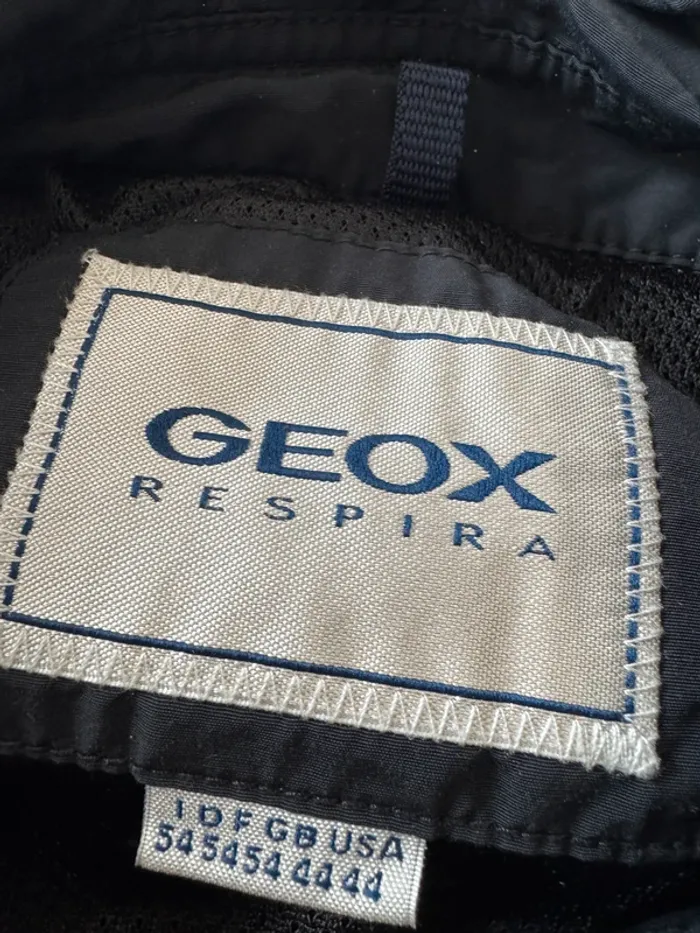 GEOX
RESPIRA
I D F GB USA
54 54 54 44 44